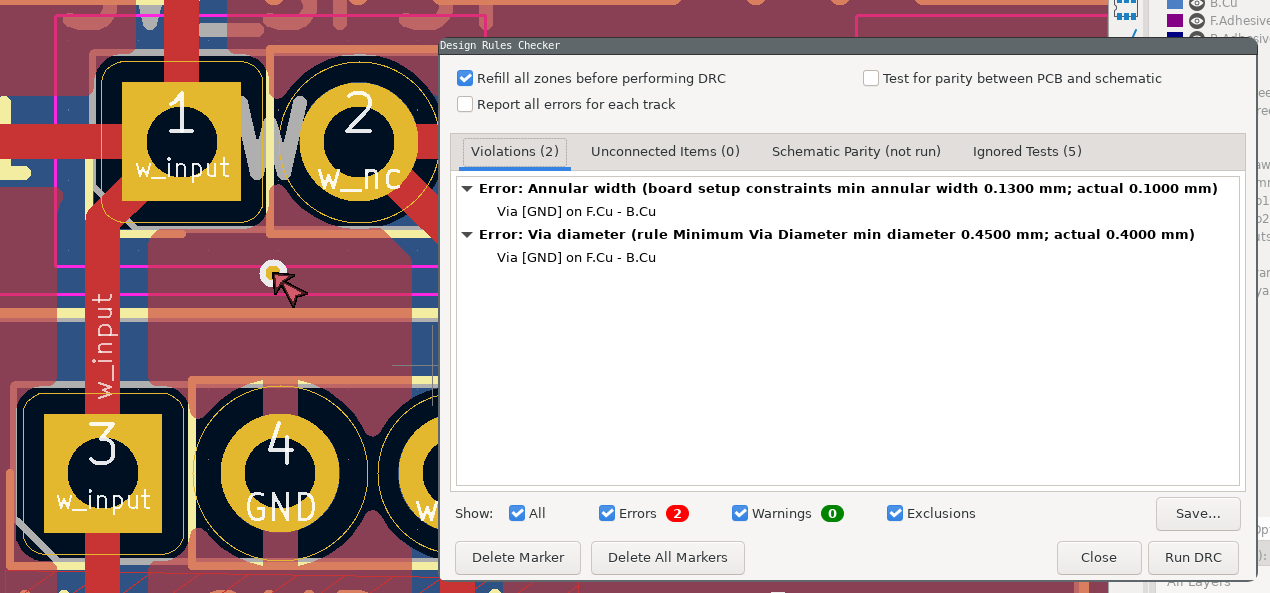 B.Cu
F.Adhesive
Design Rules Checker
Refill all zones before performing DRC
Test for parity between PCB and schematic
Report all errors for each track
Violations (2)
Unconnected Items (0)
Schematic Parity (not run)
Ignored Tests (5)
Error: Annular width (board setup constraints min annular width 0.1300 mm; actual 0.1000 mm)
Via [GND] on F.Cu - B.Cu
Error: Via diameter (rule Minimum Via Diameter min diameter 0.4500 mm; actual 0.4000 mm)
Via [GND] on F.Cu - B.Cu
Show:
All
Errors 2
Warnings 0
Exclusions
Save...
Delete Marker
Delete All Markers
Close
Run DRC
All Layers
1
w_input
W
2
w_nc
w_input
3
w_input
4
GND
w